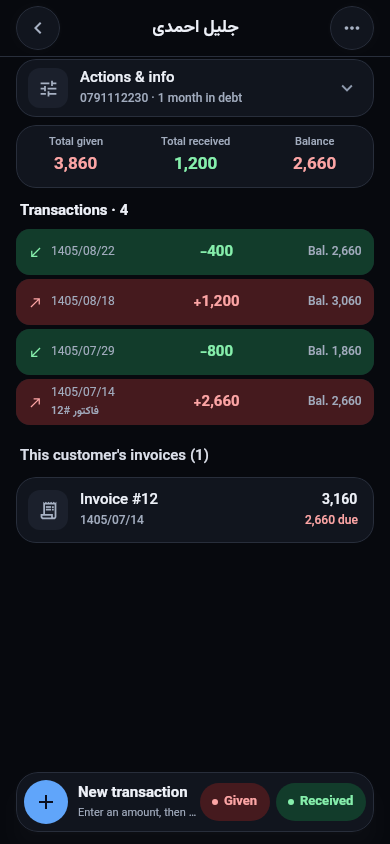 جلیل احمدی
Actions & info
0791112230 · 1 month in debt
Total given
3,860
Total received
1,200
Balance
2,660
Transactions · 4
1405/08/22 −400 Bal. 2,660
1405/08/18 +1,200 Bal. 3,060
1405/07/29 −800 Bal. 1,860
1405/07/14 +2,660 Bal. 2,660
فاکتور #12
This customer's invoices (1)
Invoice #12 3,160
1405/07/14 2,660 due
New transaction
Enter an amount, then …
Given
Received